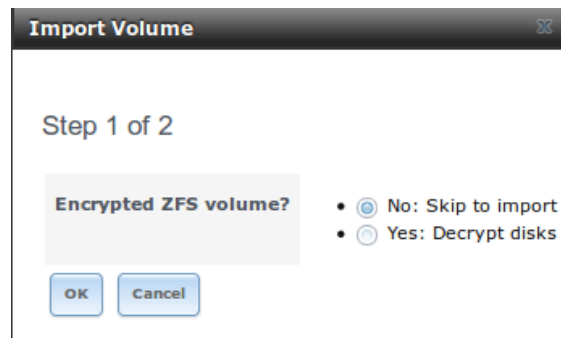 Import Volume
Step 1 of 2
Encrypted ZFS volume?
No: Skip to import
Yes: Decrypt disks
OK
Cancel